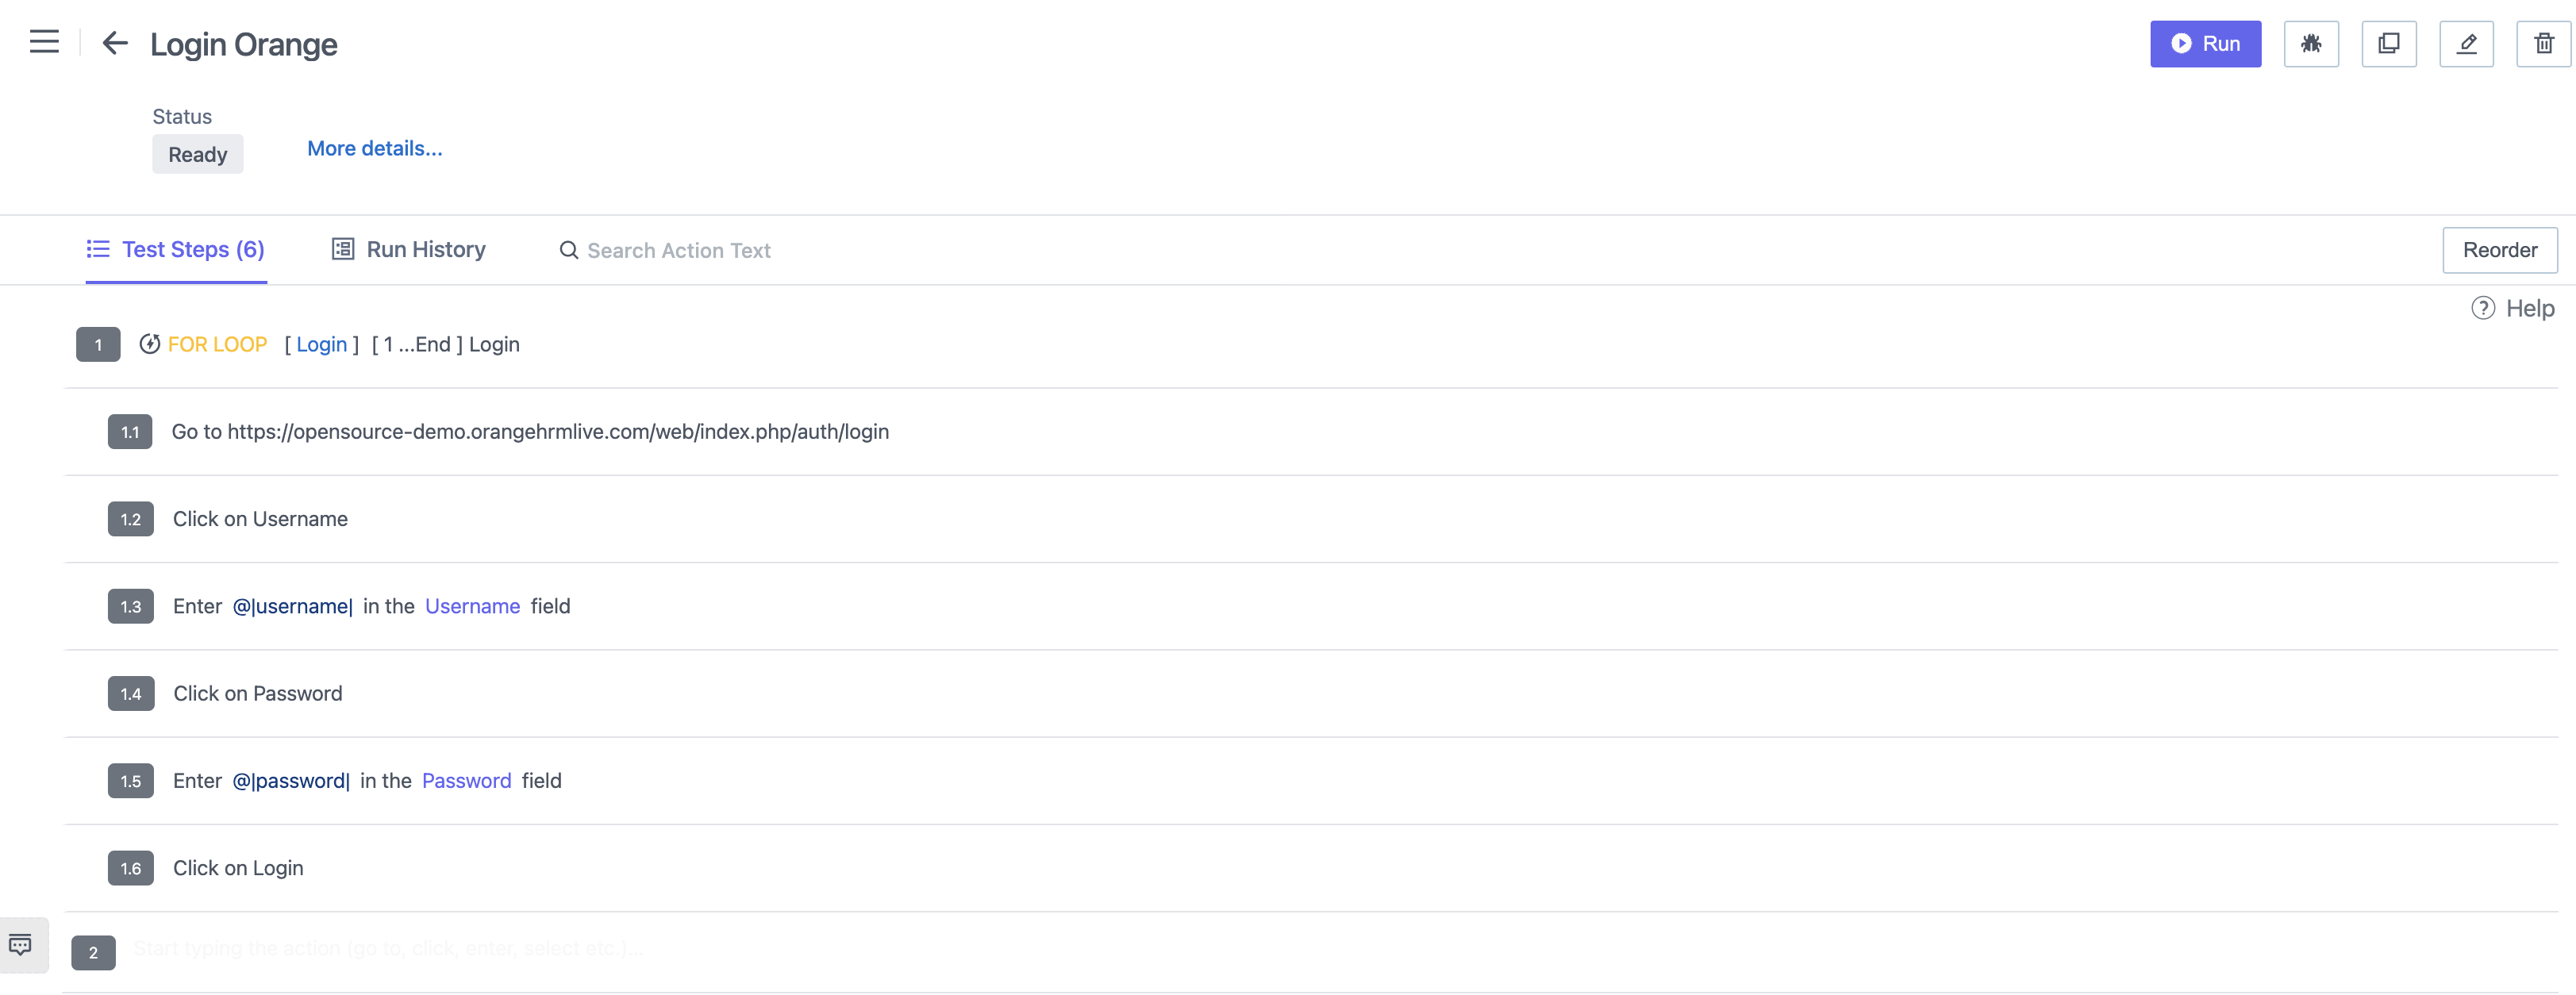 Login Orange
Run
Status
Ready
More details...
Test Steps (6)
Run History
Search Action Text
Reorder
Help
1 FOR LOOP [ Login ] [ 1 ...End ] Login
1.1 Go to https://opensource-demo.orangehrmlive.com/web/index.php/auth/login
1.2 Click on Username
1.3 Enter @|username| in the Username field
1.4 Click on Password
1.5 Enter @|password| in the Password field
1.6 Click on Login
2 Start typing the action (go to, click, enter, select etc.)...